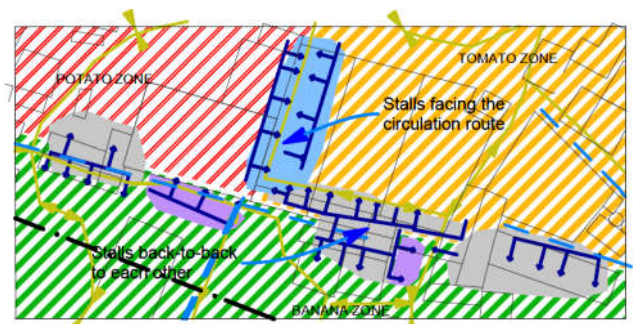 POTATO ZONE
TOMATO ZONE
Stalls facing the
circulation route
Stalls back-to-back
to each other
BANANA ZONE